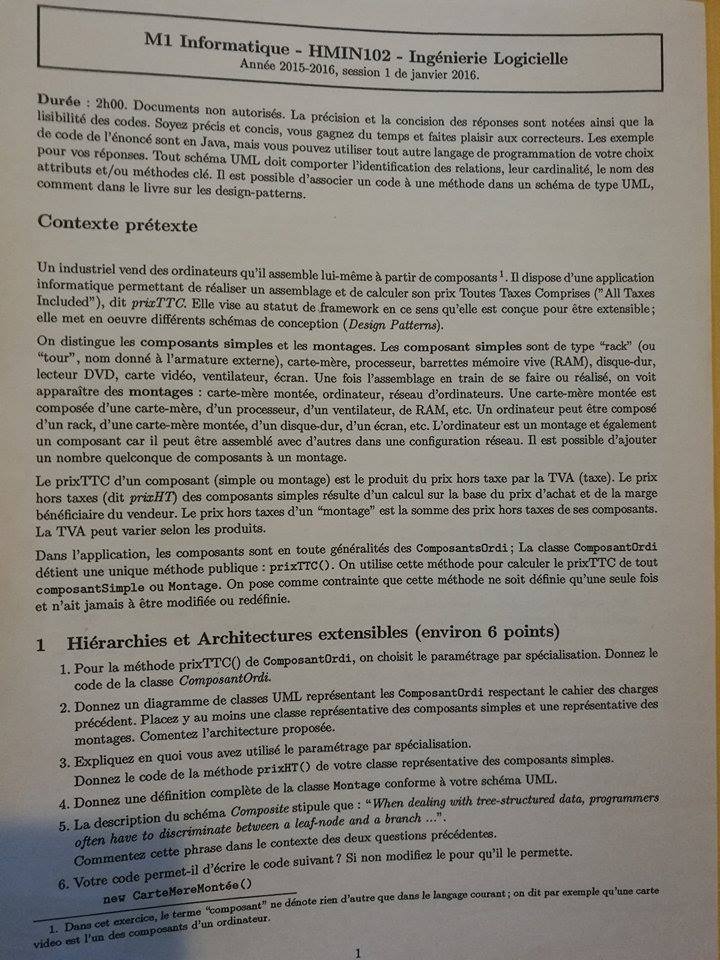 M1 Informatique - HMIN102 - Ingénierie Logicielle
Année 2015-2016, session 1 de janvier 2016.
Durée : 2h00. Documents non autorisés. La précision et la concision des réponses sont notées ainsi que la
lisibilité des codes. Soyez précis et concis, vous gagnez du temps et faites plaisir aux correcteurs. Les exemple
de code de l'énoncé sont en Java, mais vous pouvez utiliser tout autre langage de programmation de votre choix
pour vos réponses. Tout schéma UML doit comporter l'identification des relations, leur cardinalité, le nom des
attributs et/ou méthodes clé. Il est possible d'associer un code à une méthode dans un schéma de type UML,
comment dans le livre sur les design-patterns.
Contexte prétexte
Un industriel vend des ordinateurs qu'il assemble lui-même à partir de composants 1. Il dispose d'une application
informatique permettant de réaliser un assemblage et de calculer son prix Toutes Taxes Comprises ("All Taxes
Included"), dit prixTTC. Elle vise au statut de framework en ce sens qu'elle est conçue pour être extensible ;
elle met en oeuvre différents schémas de conception (Design Patterns).
On distingue les composants simples et les montages. Les composant simples sont de type “rack” (ou
“tour”, nom donné à l'armature externe), carte-mère, processeur, barrettes mémoire vive (RAM), disque-dur,
lecteur DVD, carte vidéo, ventilateur, écran. Une fois l'assemblage en train de se faire ou réalisé, on voit
apparaître des montages : carte-mère montée, ordinateur, réseau d'ordinateurs. Une carte-mère montée est
composée d'une carte-mère, d'un processeur, d'un ventilateur, de RAM, etc. Un ordinateur peut être composé
d'un rack, d'une carte-mère montée, d'un disque-dur, d'un écran, etc. L'ordinateur est un montage et également
un composant car il peut être assemblé avec d'autres dans une configuration réseau. Il est possible d'ajouter
un nombre quelconque de composants à un montage.
Le prixTTC d'un composant (simple ou montage) est le produit du prix hors taxe par la TVA (taxe). Le prix
hors taxes (dit prixHT) des composants simples résulte d'un calcul sur la base du prix d'achat et de la marge
bénéficiaire du vendeur. Le prix hors taxes d'un “montage” est la somme des prix hors taxes de ses composants.
La TVA peut varier selon les produits.
Dans l'application, les composants sont en toute généralités des ComposantsOrdi ; La classe ComposantOrdi
détient une unique méthode publique : prixTTC(). On utilise cette méthode pour calculer le prixTTC de tout
composantSimple ou Montage. On pose comme contrainte que cette méthode ne soit définie qu'une seule fois
et n'ait jamais à être modifiée ou redéfinie.
1 Hiérarchies et Architectures extensibles (environ 6 points)
1. Pour la méthode prixTTC() de ComposantOrdi, on choisit le paramétrage par spécialisation. Donnez le
code de la classe ComposantOrdi.
2. Donnez un diagramme de classes UML représentant les ComposantOrdi respectant le cahier des charges
précédent. Placez y au moins une classe représentative des composants simples et une représentative des
montages. Comentez l'architecture proposée.
3. Expliquez en quoi vous avez utilisé le paramétrage par spécialisation.
Donnez le code de la méthode prixHT() de votre classe représentative des composants simples.
4. Donnez une définition complète de la classe Montage conforme à votre schéma UML.
5. La description du schéma Composite stipule que : “When dealing with tree-structured data, programmers
often have to discriminate between a leaf-node and a branch ...”.
Commentez cette phrase dans le contexte des deux questions précédentes.
6. Votre code permet-il d'écrire le code suivant ? Si non modifiez le pour qu'il le permette.
new CarteMereMontée()
1. Dans cet exercice, le terme “composant” ne dénote rien d'autre que dans le langage courant ; on dit par exemple qu'une carte
video est l'un des composants d'un ordinateur.
1